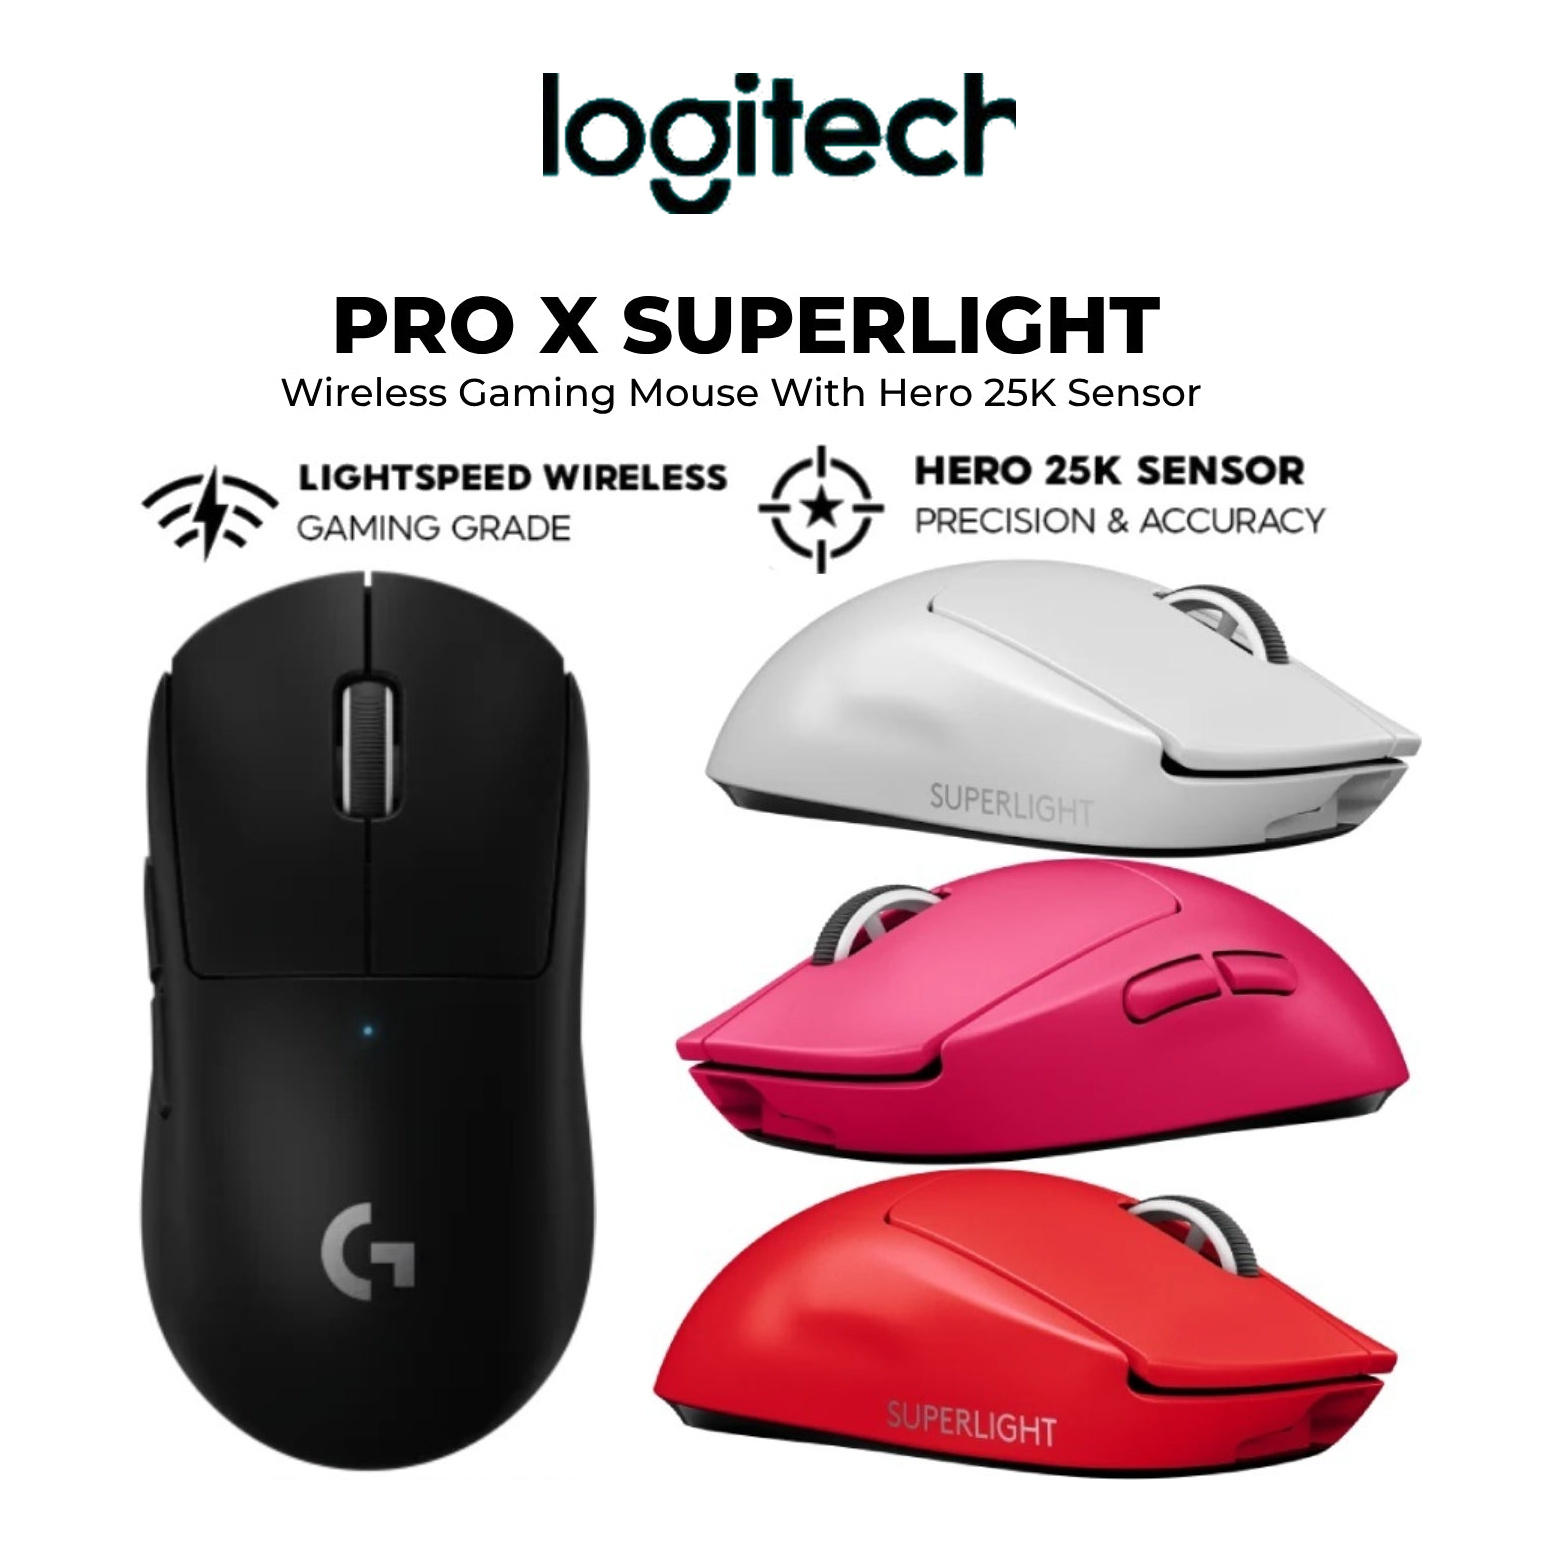 logitech
PRO X SUPERLIGHT
Wireless Gaming Mouse With Hero 25K Sensor
LIGHTSPEED WIRELESS
GAMING GRADE
HERO 25K SENSOR
PRECISION & ACCURACY
SUPERLIGHT
G
SUPERLIGHT